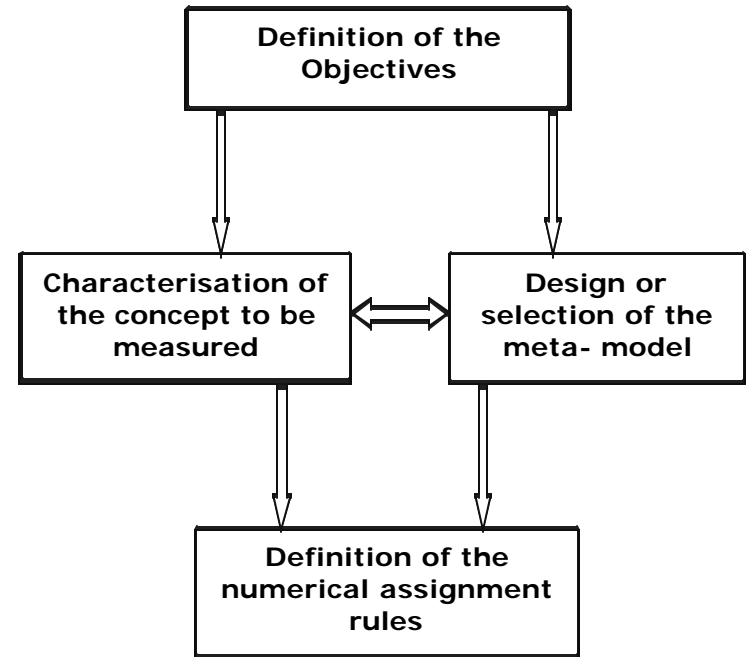 Definition of the
Objectives
Characterisation of
the concept to be
measured
Design or
selection of the
meta- model
Definition of the
numerical assignment
rules